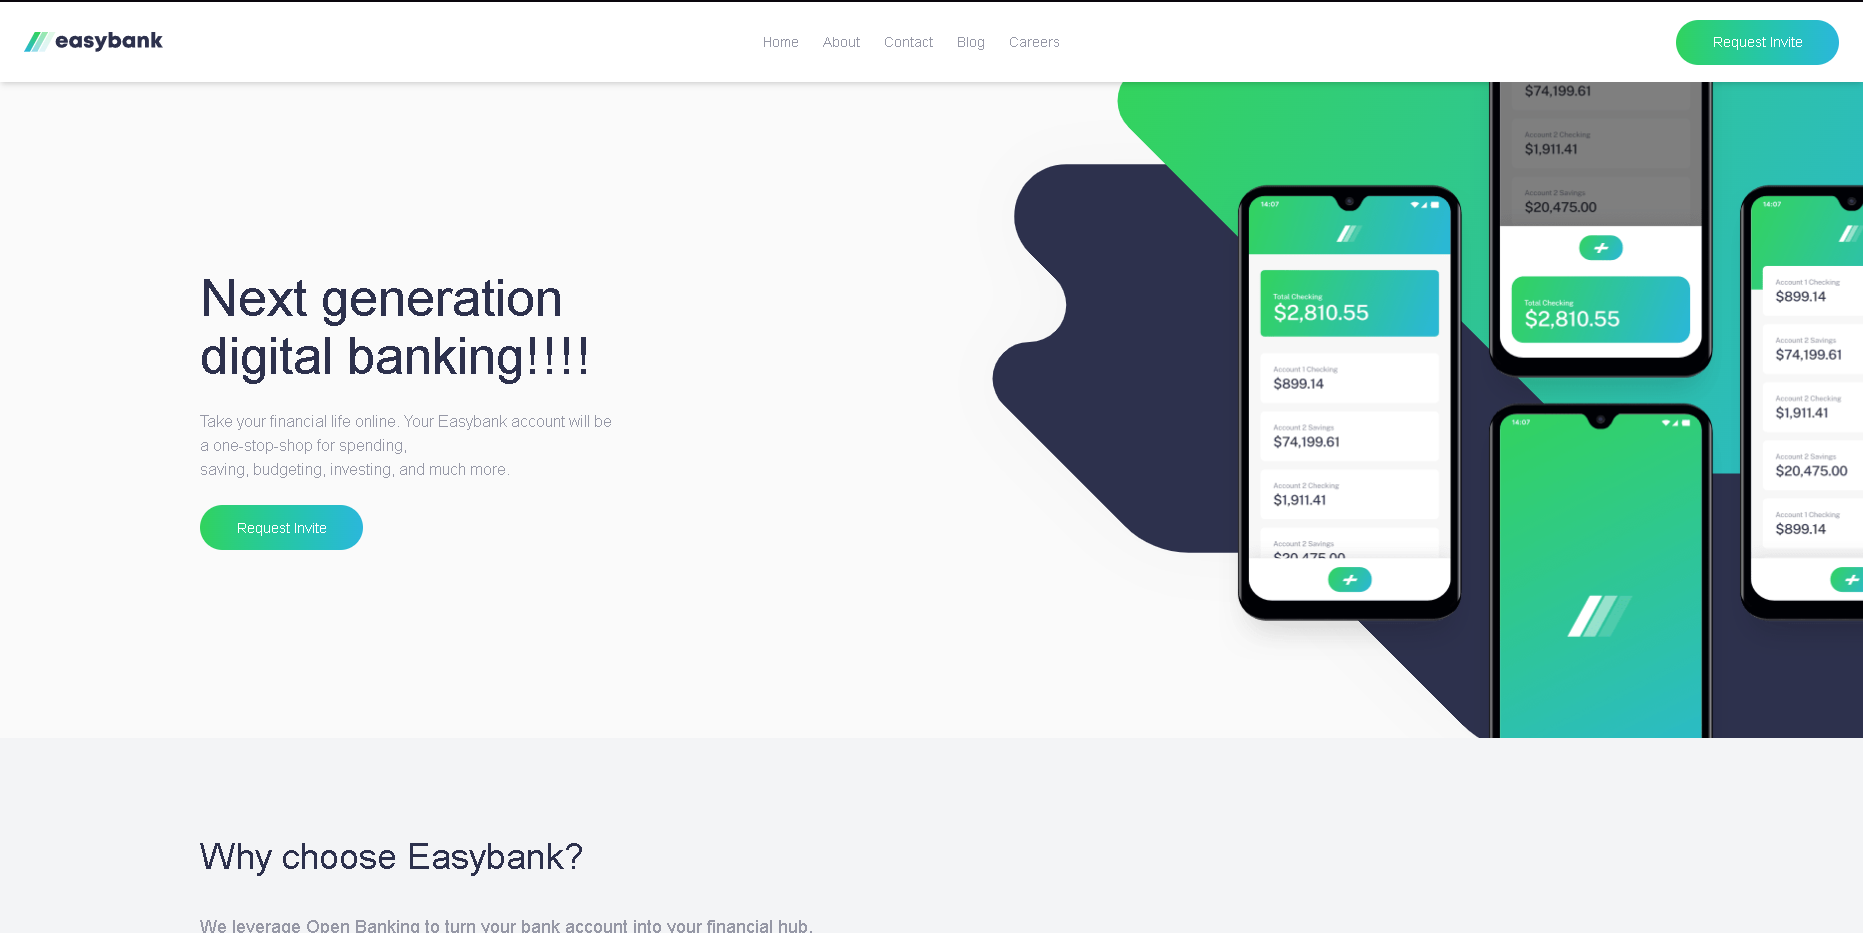 easybank
Home
About
Contact
Blog
Careers
Request Invite
Next generation
digital banking!!!!
Take your financial life online. Your Easybank account will be
a one-stop-shop for spending,
saving, budgeting, investing, and much more.
Request Invite
14:07
Total Checking
$2,810.55
Account 1 Checking
$899.14
Account 2 Savings
$74,199.61
Account 2 Checking
$1,911.41
Account 2 Savings
$20,475.00
$74,199.61
Account 2 Checking
$1,911.41
Account 2 Savings
$20,475.00
Total Checking
$2,810.55
14:07
14:07
Account 1 Checking
$899.14
Account 2 Savings
$74,199.61
Account 2 Checking
$1,911.41
Account 2 Savings
$20,475.00
Account 1 Checking
$899.14
Why choose Easybank?
We leverage Open Banking to turn your bank account into your financial hub.